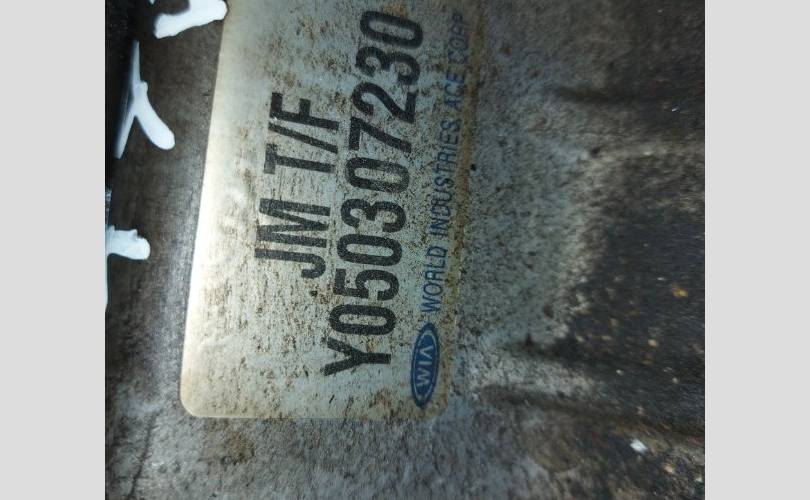 JM T/F
Y050307230
WIA WORLD INDUSTRIES ACE CORP